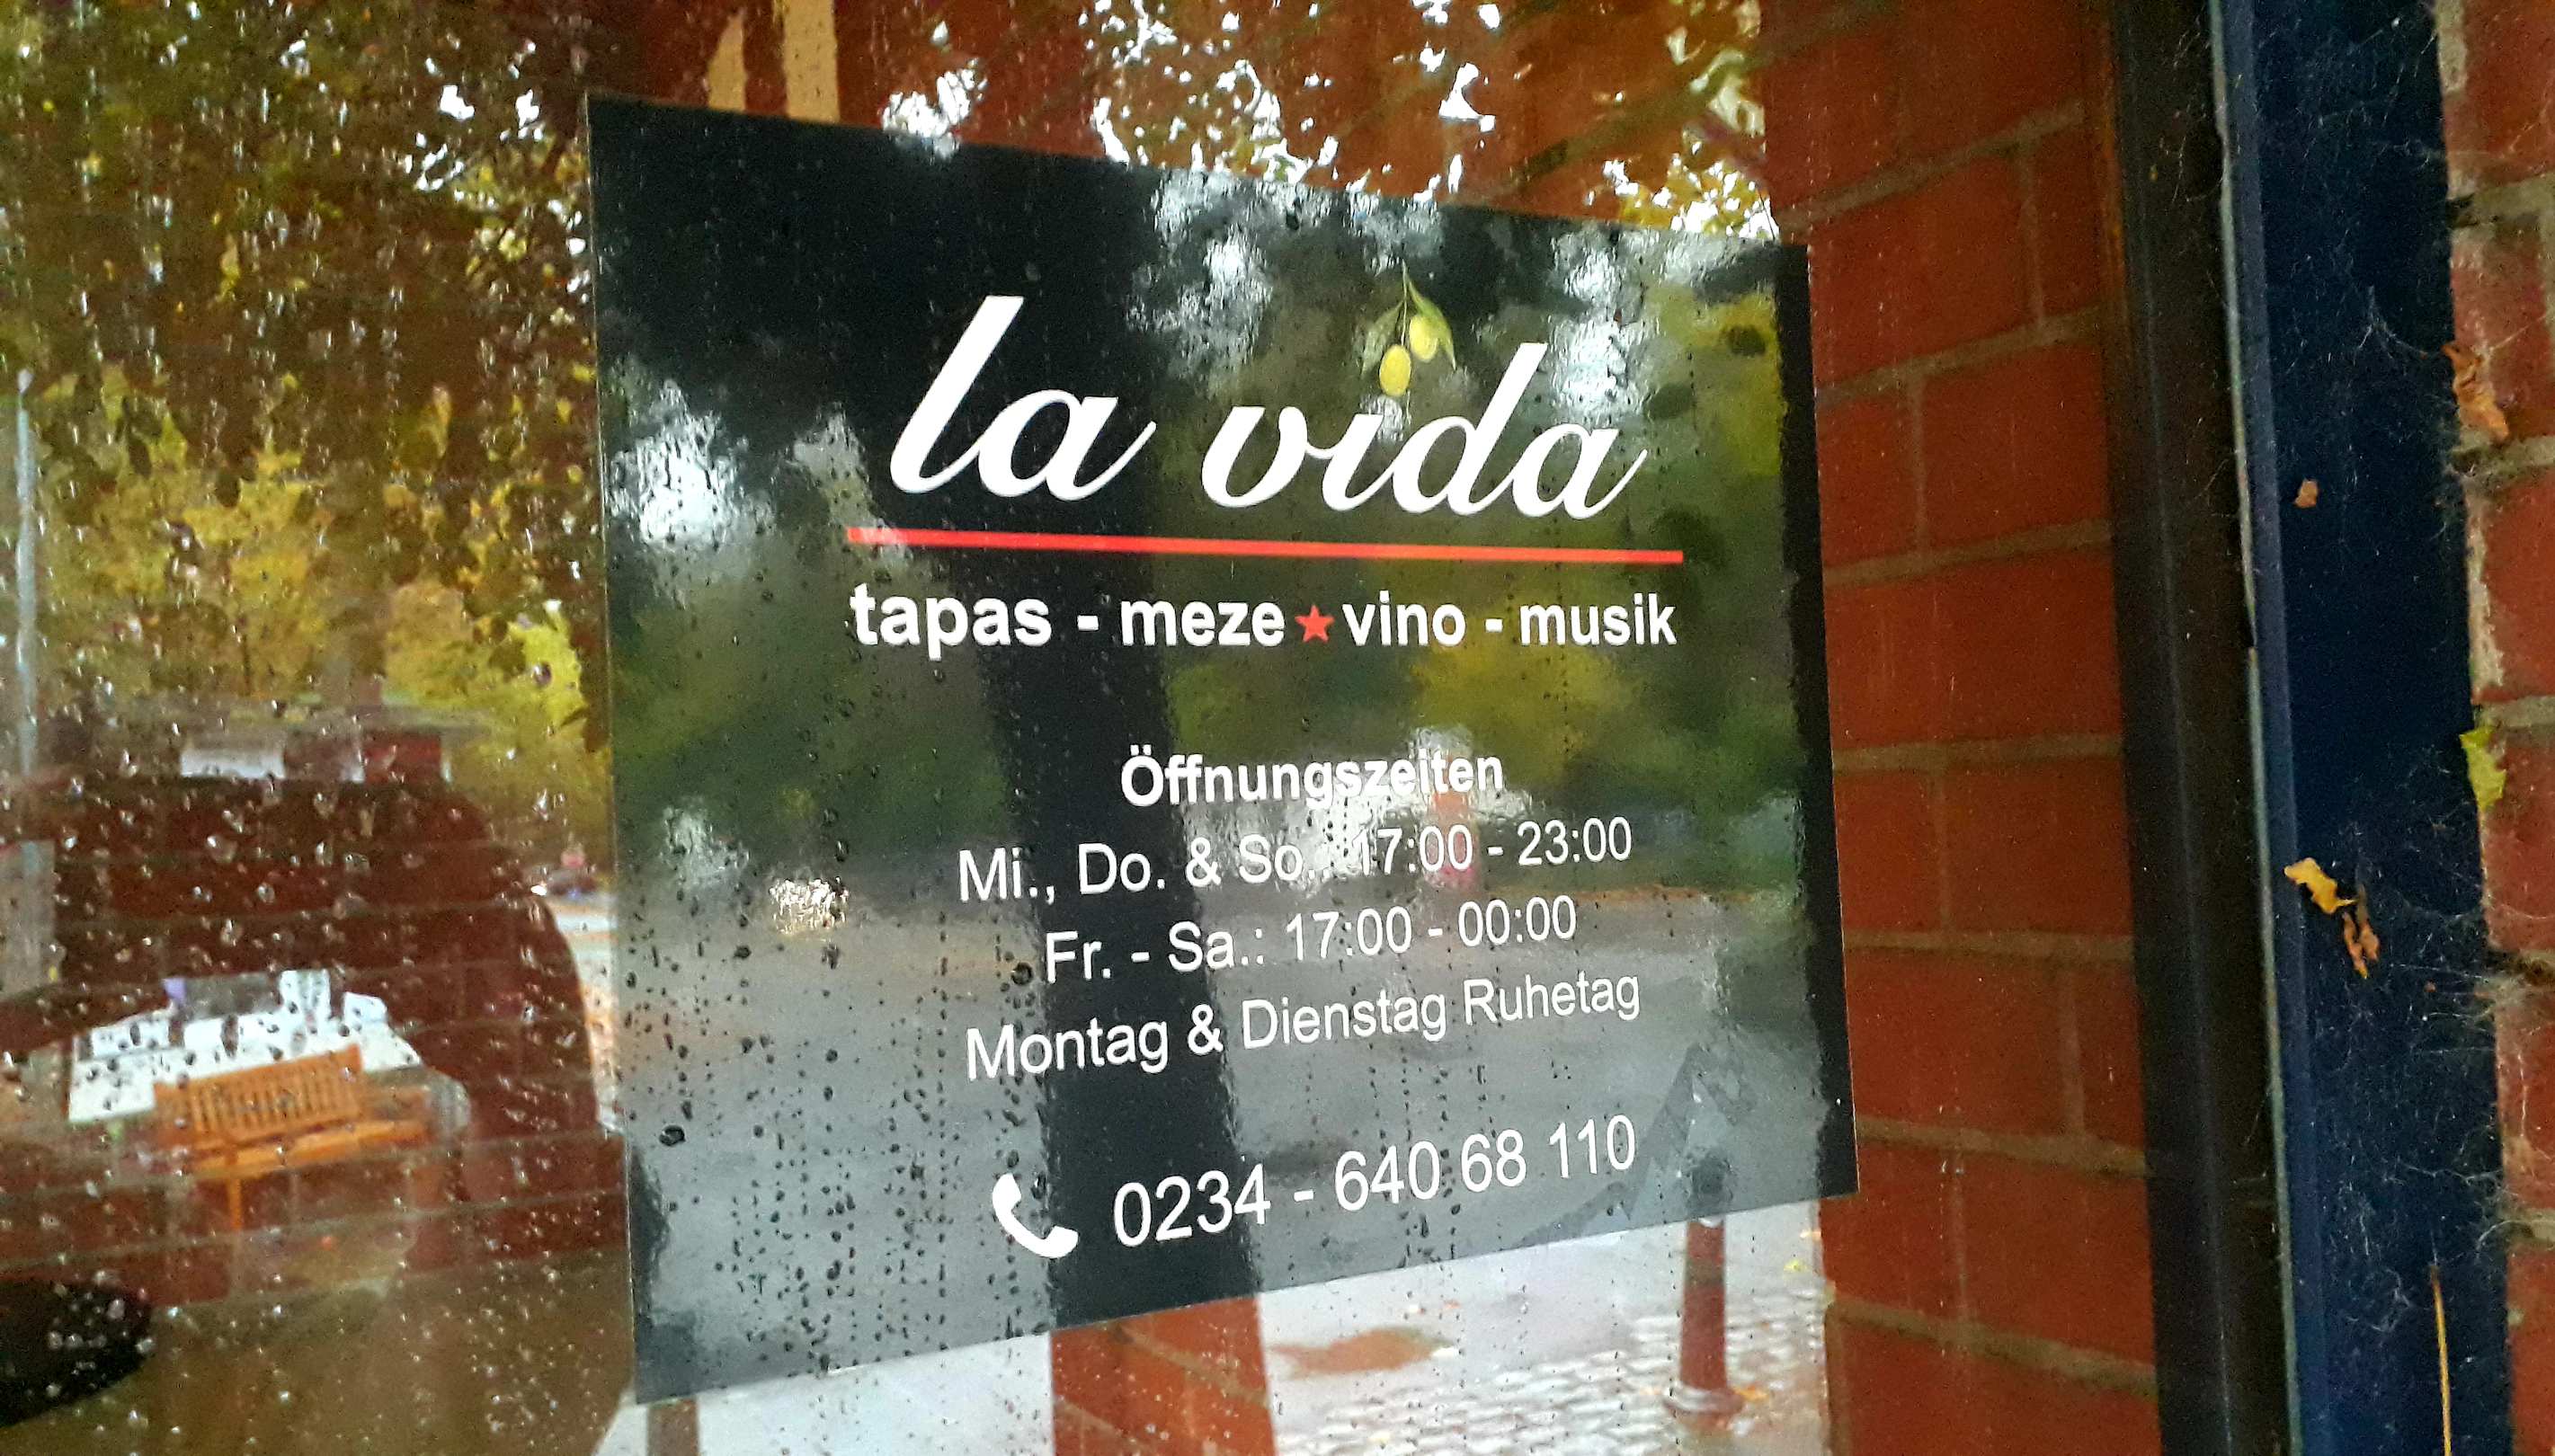 la vida
tapas - meze ★ vino - musik
Öffnungszeiten
Mi., Do. & So.: 17:00 - 23:00
Fr. - Sa.: 17:00 - 00:00
Montag & Dienstag Ruhetag
0234 - 640 68 110